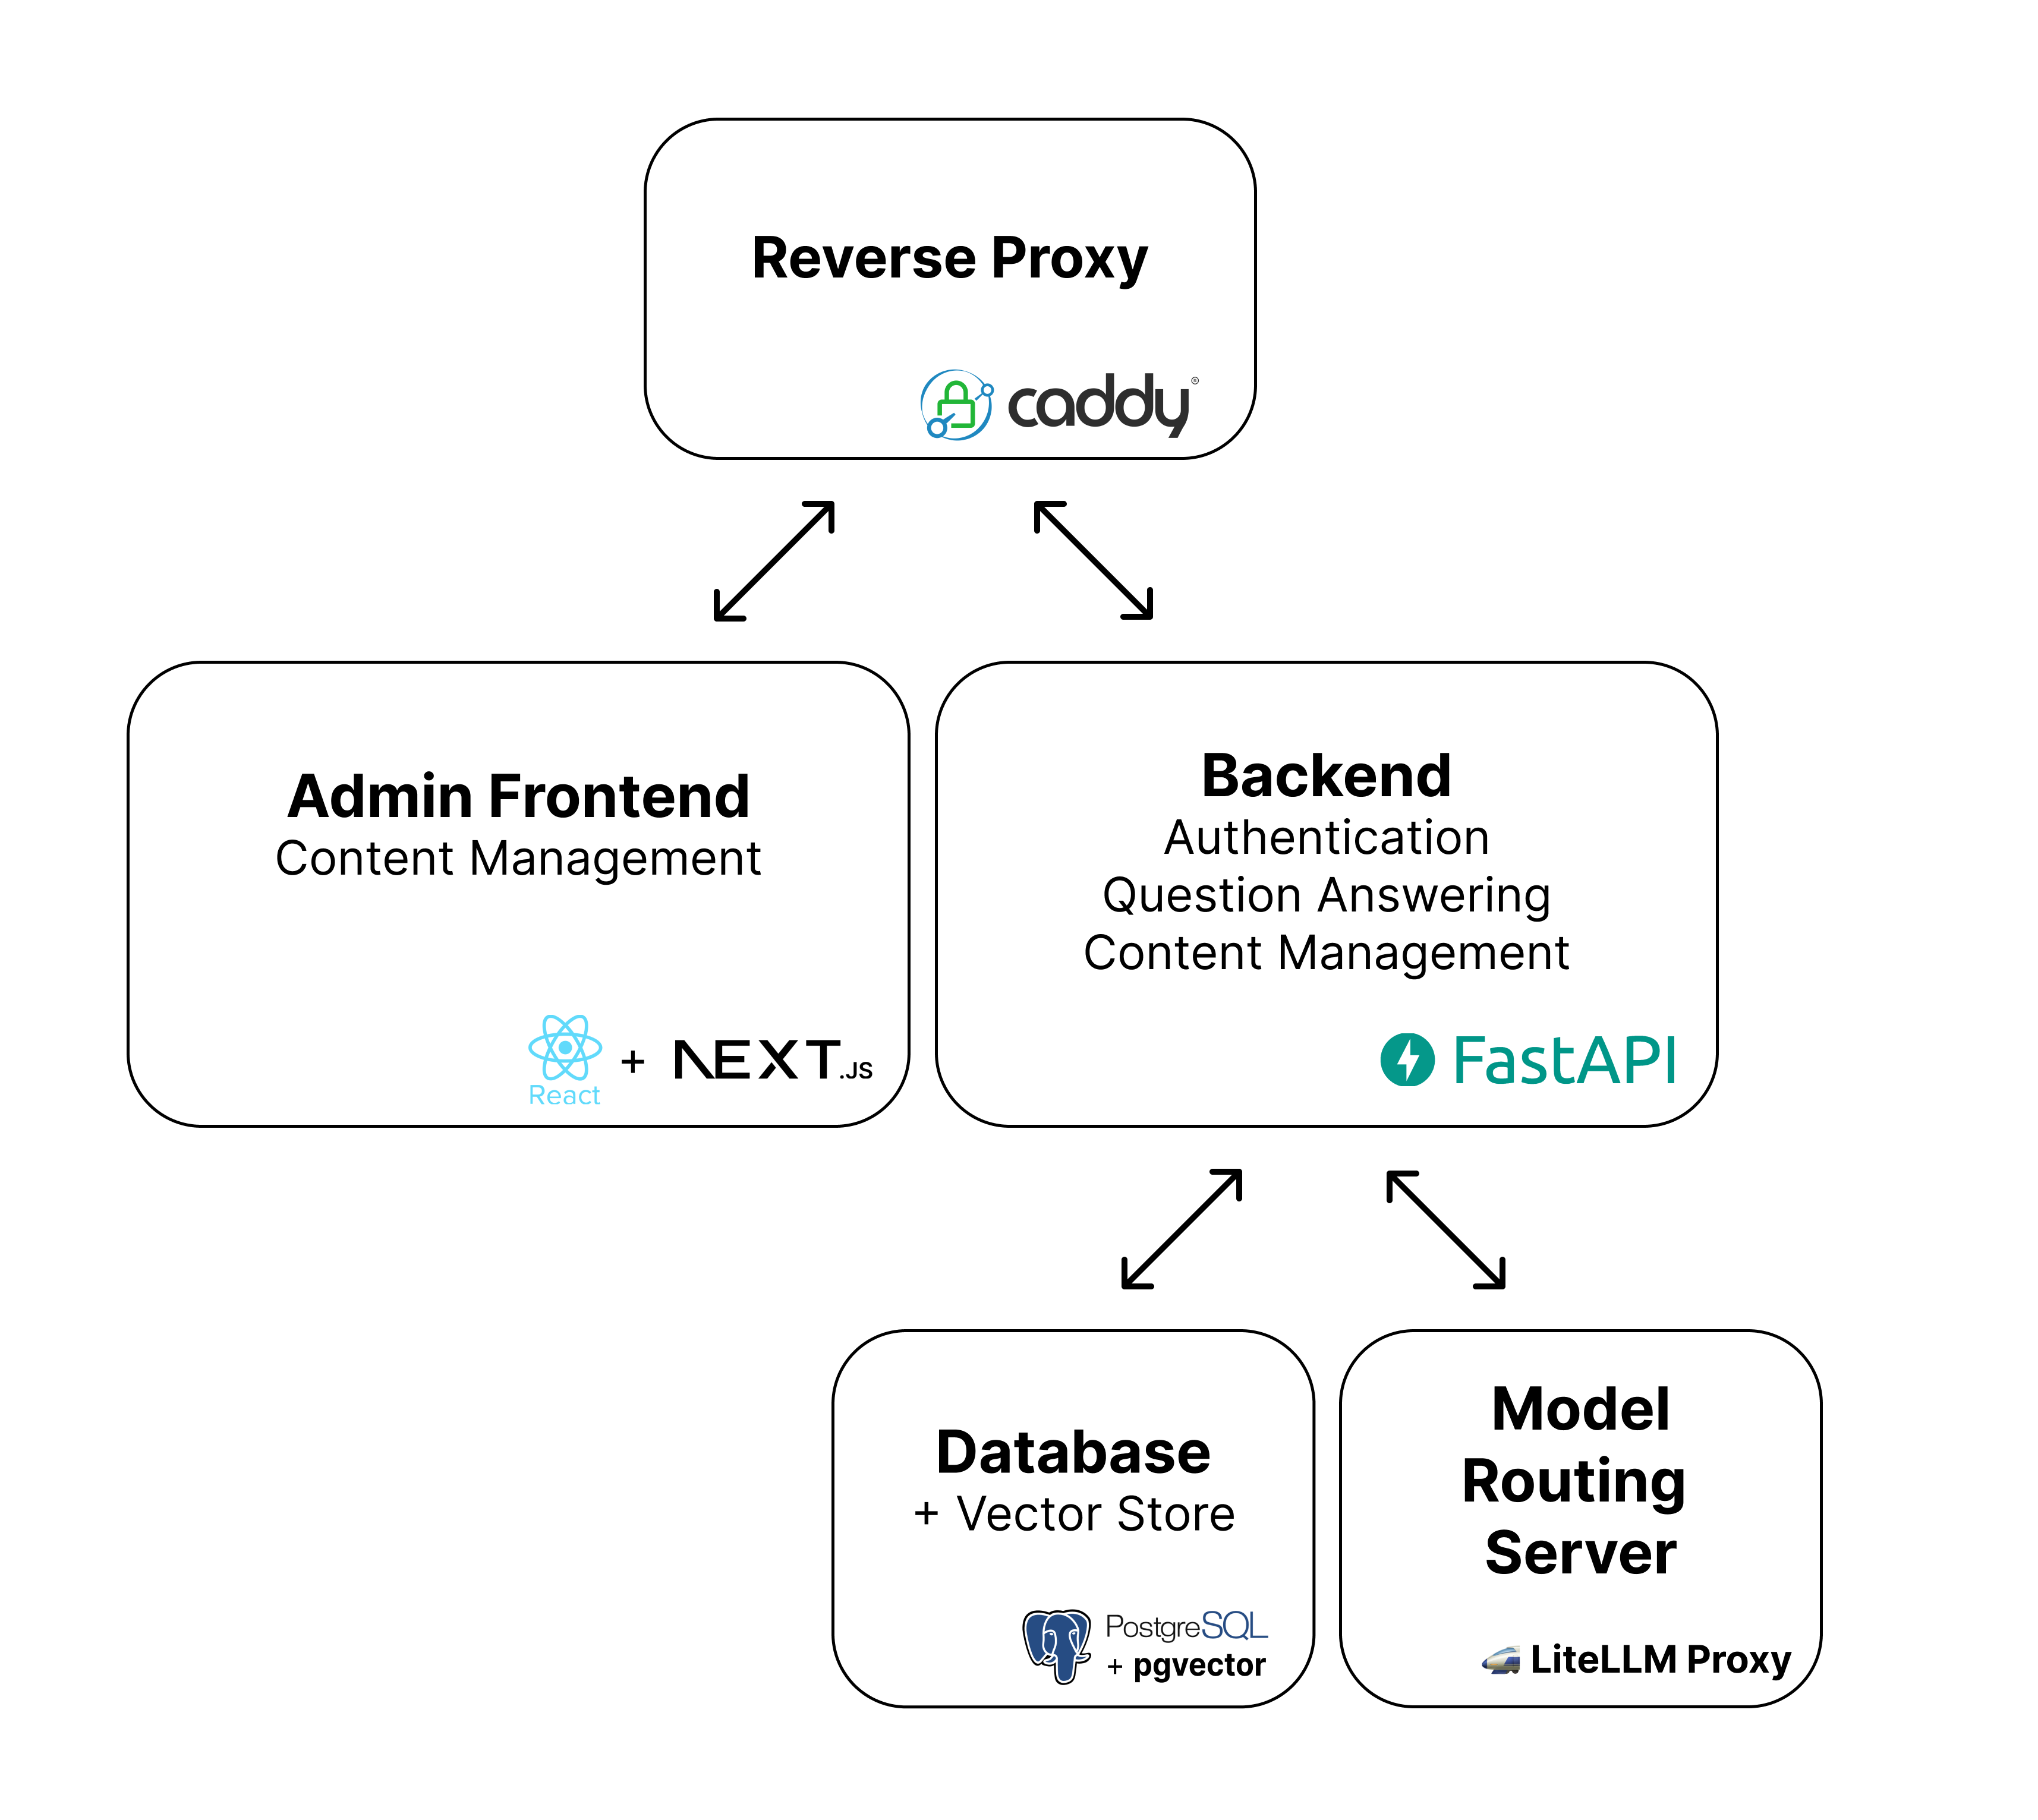 Reverse Proxy
caddy®
Admin Frontend
Content Management
React
+ NEXT.JS
Backend
Authentication
Question Answering
Content Management
FastAPI
Database
+ Vector Store
PostgreSQL
+ pgvector
Model
Routing
Server
LiteLLM Proxy